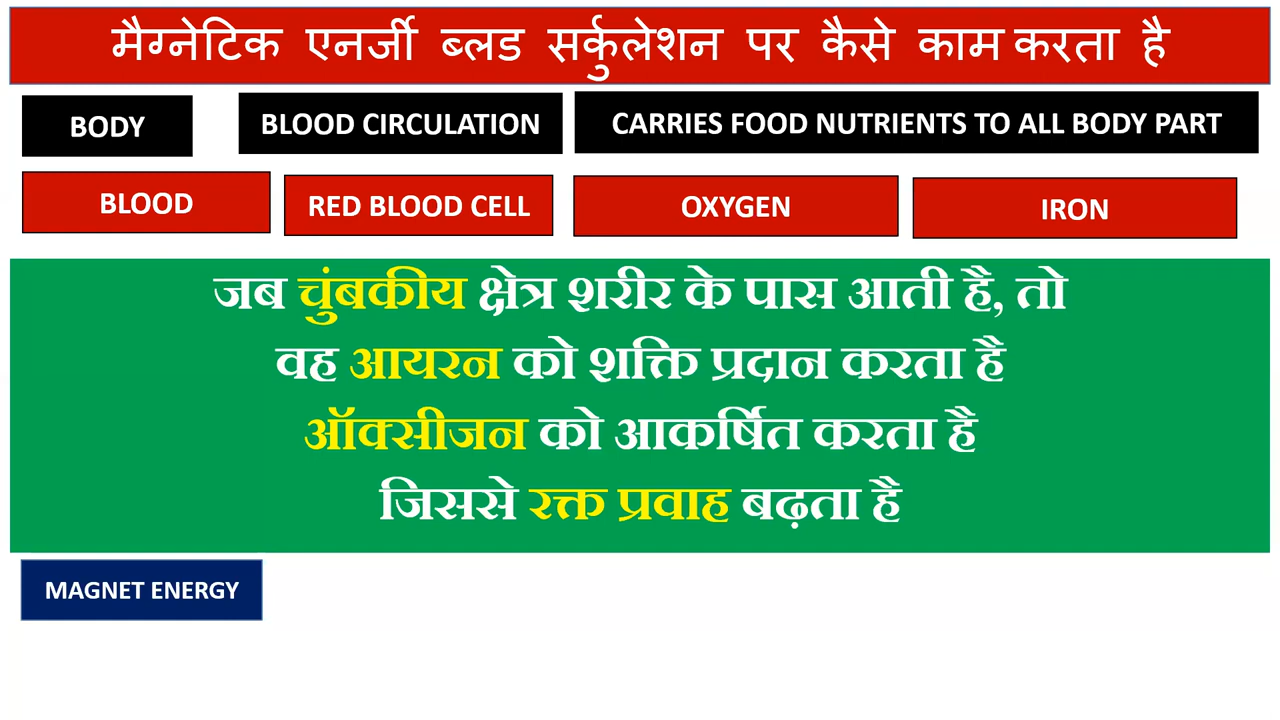 मैग्नेटिक एनर्जी ब्लड सर्कुलेशन पर कैसे काम करता है
BODY
BLOOD CIRCULATION
CARRIES FOOD NUTRIENTS TO ALL BODY PART
BLOOD
RED BLOOD CELL
OXYGEN
IRON
जब चुंबकीय क्षेत्र शरीर के पास आती है, तो
वह आयरन को शक्ति प्रदान करता है
ऑक्सीजन को आकर्षित करता है
जिससे रक्त प्रवाह बढ़ता है
MAGNET ENERGY